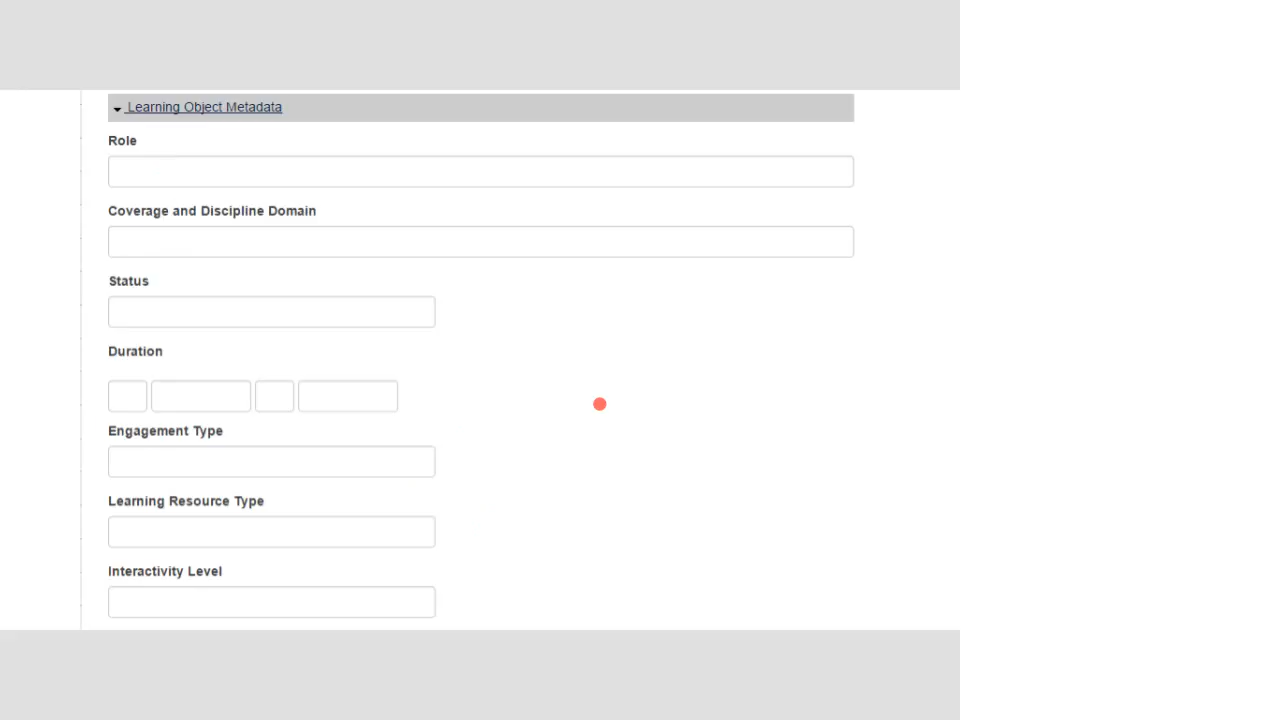 Learning Object Metadata
Role
Coverage and Discipline Domain
Status
Duration
Engagement Type
Learning Resource Type
Interactivity Level